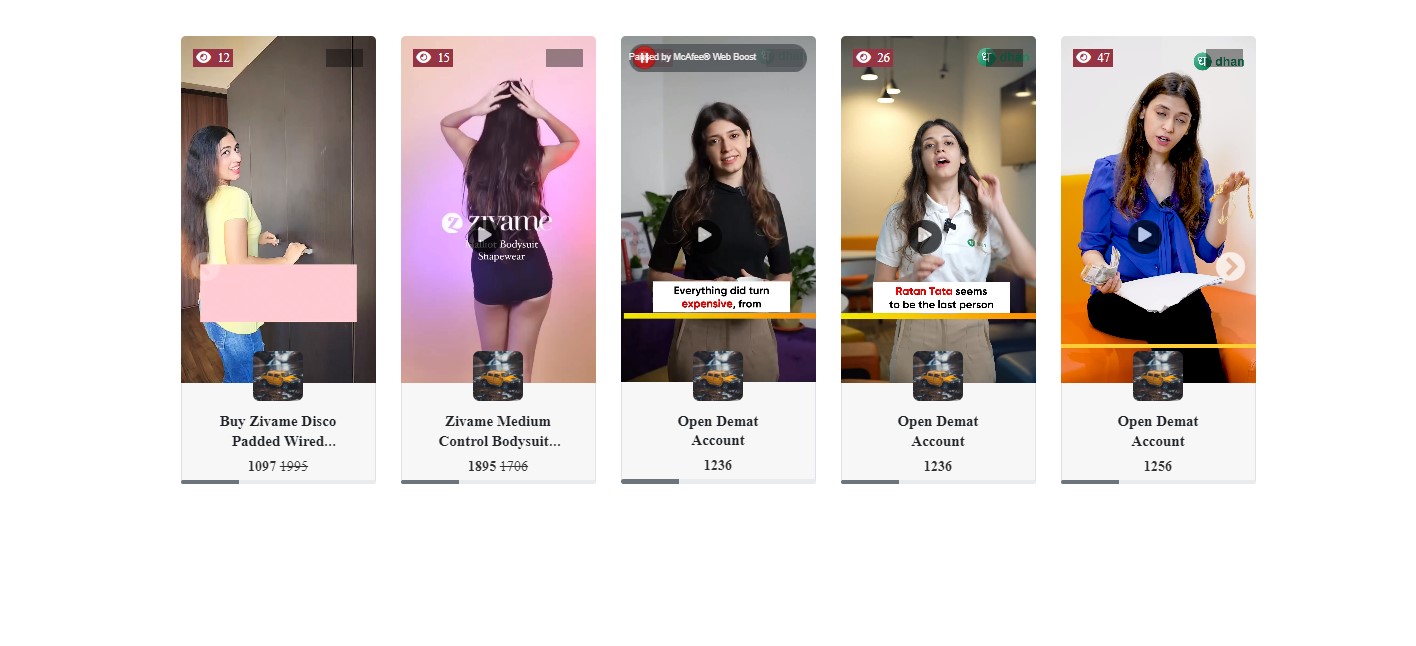 12
15
zivame
Bodysuit
Shapewear
Paused by McAfee® Web Boost
Everything did turn
expensive, from
26
घ dhan
Ratan Tata seems
to be the last person
47
घ dhan
Buy Zivame Disco
Padded Wired...
1097 1995
Zivame Medium
Control Bodysuit...
1895 1706
Open Demat
Account
1236
Open Demat
Account
1236
Open Demat
Account
1256